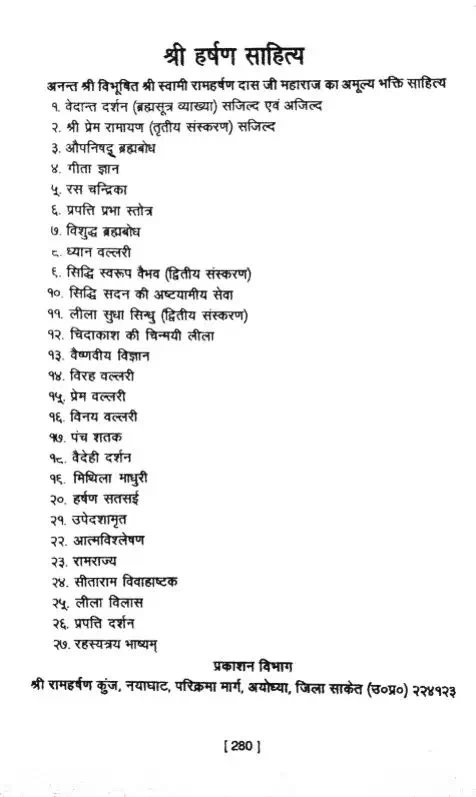 श्री हर्षण साहित्य
अनन्त श्री विभूषित श्री स्वामी रामहर्षण दास जी महाराज का अमूल्य भक्ति साहित्य
१. वेदान्त दर्शन (ब्रह्मसूत्र व्याख्या) सजिल्द एवं अजिल्द
२. श्री प्रेम रामायण (तृतीय संस्करण) सजिल्द
३. औपनिषद् ब्रह्मबोध
४. गीता ज्ञान
५. रस चन्द्रिका
६. प्रपत्ति प्रभा स्तोत्र
७. विशुद्ध ब्रह्मबोध
८. ध्यान वल्लरी
९. सिद्धि स्वरूप वैभव (द्वितीय संस्करण)
१०. सिद्धि सदन की अष्टयामीय सेवा
११. लीला सुधा सिन्धु (द्वितीय संस्करण)
१२. चिदाकाश की चिन्मयी लीला
१३. वैष्णवीय विज्ञान
१४. विरह वल्लरी
१५. प्रेम वल्लरी
१६. विनय वल्लरी
१७. पंच शतक
१८. वैदेही दर्शन
१९. मिथिला माधुरी
२०. हर्षण सतसई
२१. उपेदशामृत
२२. आत्मविश्लेषण
२३. रामराज्य
२४. सीताराम विवाहाष्टक
२५. लीला विलास
२६. प्रपत्ति दर्शन
२७. रहस्यत्रय भाष्यम्
प्रकाशन विभाग
श्री रामहर्षण कुंज, नयाघाट, परिक्रमा मार्ग, अयोध्या, जिला साकेत (उ०प्र०) २२४१२३
[ 280 ]